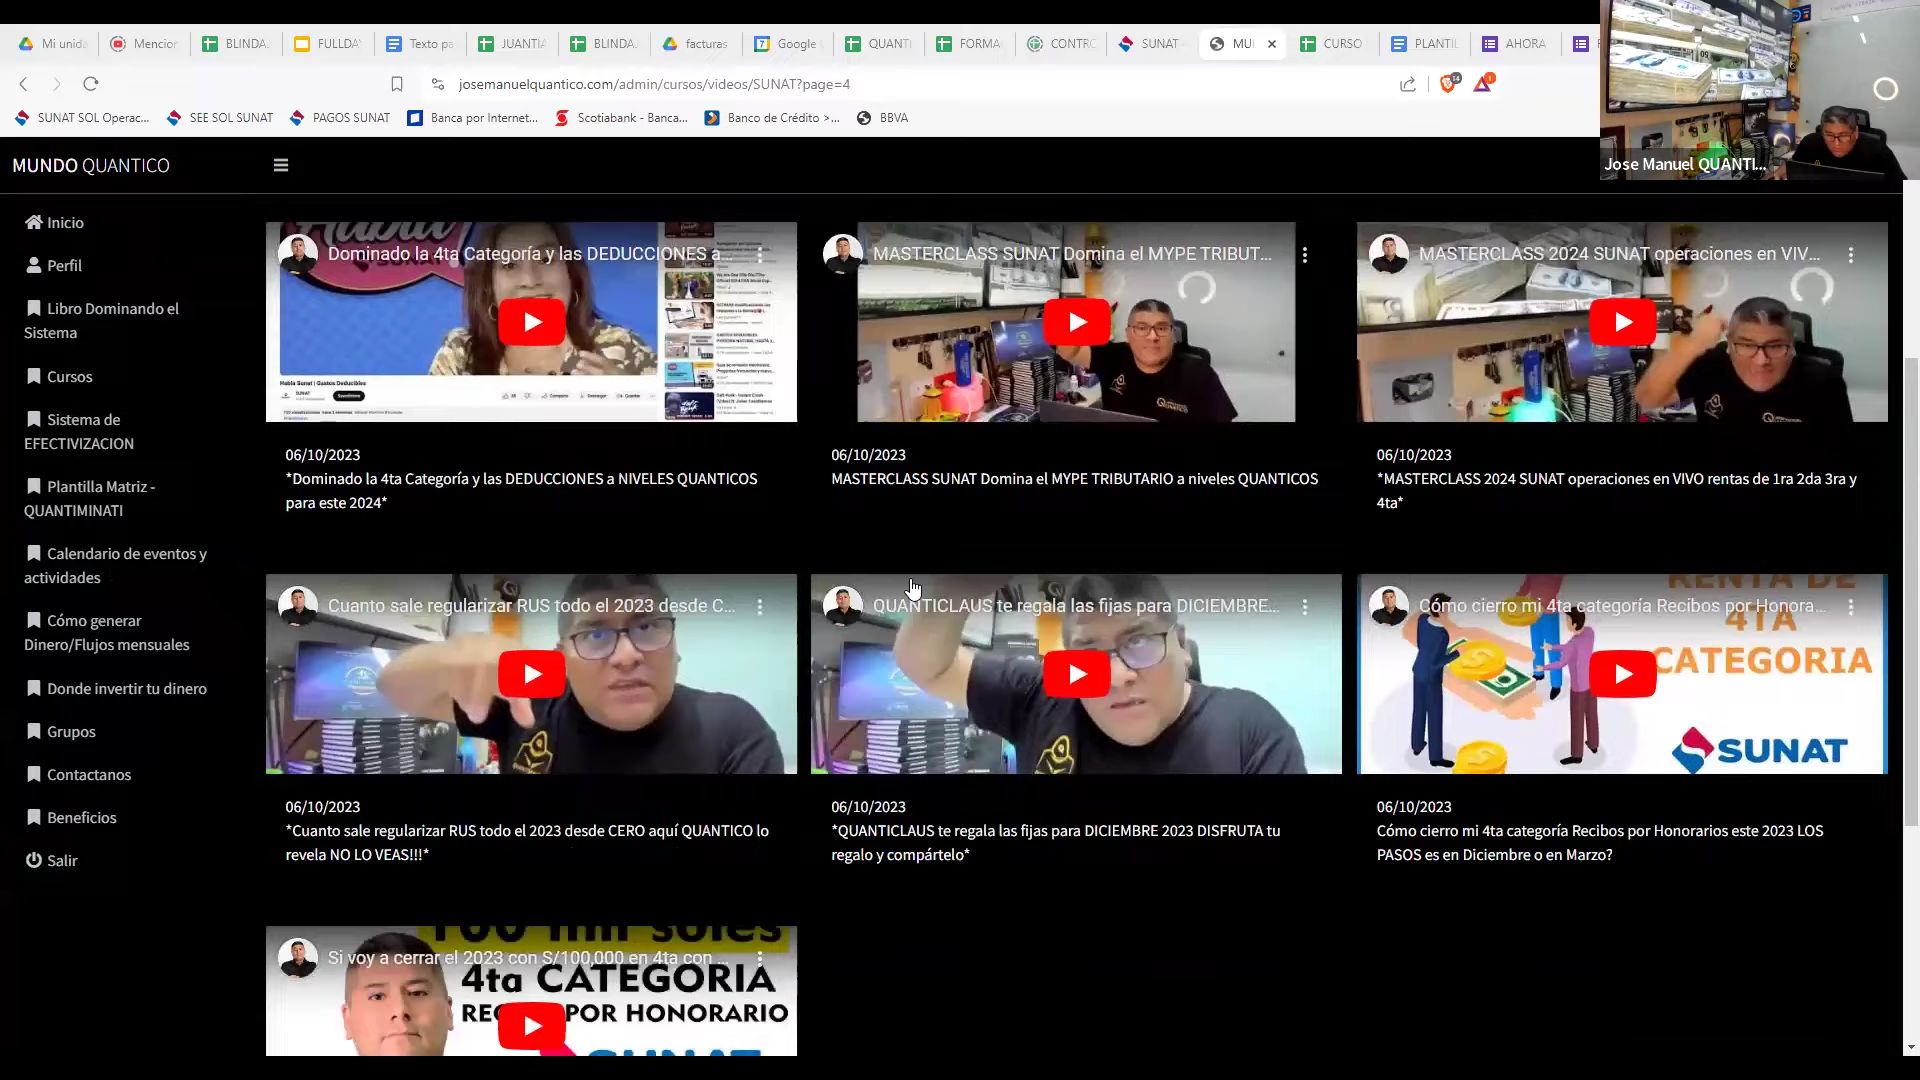 Mi unid
Mencion
BLINDA.
FULLDAY
Texto pa
JUANTIA
BLINDA.
facturas
Google
QUANTI
FORMA
CONTRO
SUNAT
MUI
CURSO
PLANTIL
AHORA
josemanuelquantico.com/admin/cursos/videos/SUNAT?page=4
SUNAT SOL Operac...
SEE SOL SUNAT
PAGOS SUNAT
Banca por Internet...
Scotiabank - Banca...
Banco de Crédito >...
BBVA
Jose Manuel QUANTI...
MUNDO QUANTICO
Inicio
Perfil
Libro Dominando el
Sistema
Cursos
Sistema de
EFECTIVIZACION
Plantilla Matriz -
QUANTIMINATI
Calendario de eventos y
actividades
Cómo generar
Dinero/Flujos mensuales
Donde invertir tu dinero
Grupos
Contactanos
Beneficios
Salir
Dominado la 4ta Categoría y las DEDUCCIONES a...
Habla Sunat | Gastos Deducibles
SUNAT
06/10/2023
*Dominado la 4ta Categoría y las DEDUCCIONES a NIVELES QUANTICOS
para este 2024*
MASTERCLASS SUNAT Domina el MYPE TRIBUT...
06/10/2023
MASTERCLASS SUNAT Domina el MYPE TRIBUTARIO a niveles QUANTICOS
MASTERCLASS 2024 SUNAT operaciones en VIV...
06/10/2023
*MASTERCLASS 2024 SUNAT operaciones en VIVO rentas de 1ra 2da 3ra y
4ta*
Cuanto sale regularizar RUS todo el 2023 desde C...
06/10/2023
*Cuanto sale regularizar RUS todo el 2023 desde CERO aquí QUANTICO lo
revela NO LO VEAS!!!*
QUANTICLAUS te regala las fijas para DICIEMBRE...
06/10/2023
*QUANTICLAUS te regala las fijas para DICIEMBRE 2023 DISFRUTA tu
regalo y compártelo*
RENTA DE
Cómo cierro mi 4ta categoría Recibos por Honora...
4TA
CATEGORIA
SUNAT
06/10/2023
Cómo cierro mi 4ta categoría Recibos por Honorarios este 2023 LOS
PASOS es en Diciembre o en Marzo?
100 mil soles
Si voy a cerrar el 2023 con S/100,000 en 4ta con ...
4ta CATEGORIA
POR HONORARIO
SUNAT